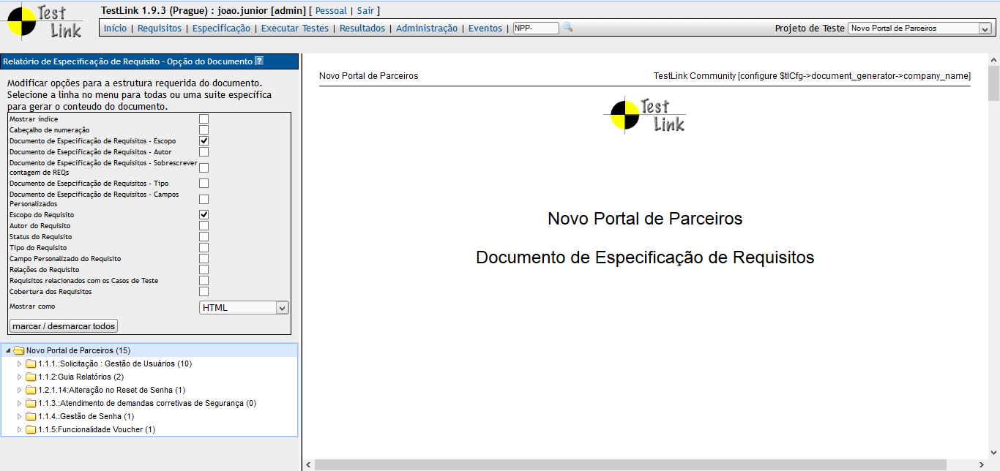 Test Link
TestLink 1.9.3 (Prague) : joao.junior [admin] [ Pessoal | Sair ]
Início | Requisitos | Especificação | Executar Testes | Resultados | Administração | Eventos | NPP-
Projeto de Teste Novo Portal de Parceiros
Relatório de Especificação de Requisito - Opção do Documento ?
Modificar opções para a estrutura requerida do documento.
Selecione a linha no menu para todas ou uma suite específica
para gerar o conteudo do documento.
Mostrar índice
Cabeçalho de numeração
Documento de Especificação de Requisitos - Escopo
Documento de Esepcificação de Requisitos - Autor
Documento de Esepcificação de Requisitos - Sobrescrever
contagem de REQs
Documento de Esepcificação de Requisitos - Tipo
Documento de Esepcificação de Requisitos - Campos
Personalizados
Escopo do Requisito
Autor do Requisito
Status do Requisito
Tipo do Requisito
Campo Personalizado do Requisito
Relações do Requisito
Requisitos relacionados com os Casos de Teste
Cobertura dos Requisitos
Mostrar como HTML
marcar / desmarcar todos
Novo Portal de Parceiros (15)
1.1.1.:Solicitação : Gestão de Usuários (10)
1.1.2:Guia Relatórios (2)
1.2.1.14:Alteração no Reset de Senha (1)
1.1.3.:Atendimento de demandas corretivas de Segurança (0)
1.1.4.:Gestão de Senha (1)
1.1.5:Funcionalidade Voucher (1)
Novo Portal de Parceiros
TestLink Community [configure $tlCfg->document_generator->company_name]
Test Link
Novo Portal de Parceiros
Documento de Especificação de Requisitos